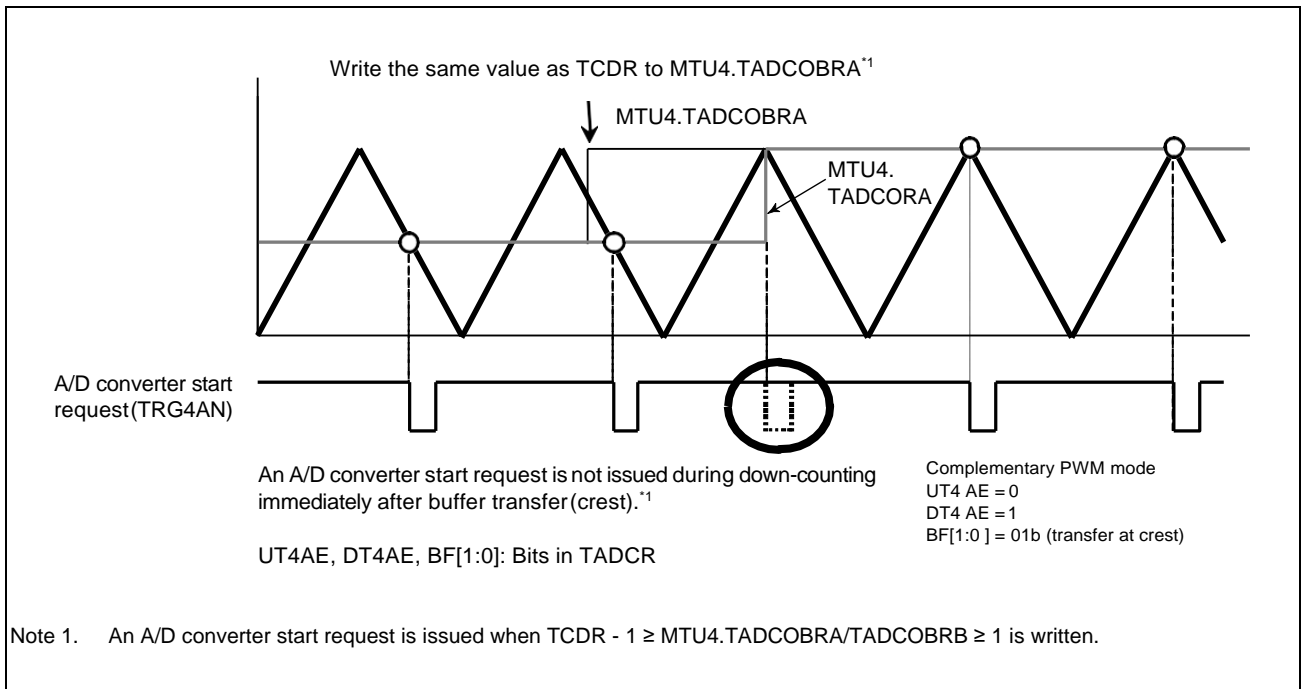 Write the same value as TCDR to MTU4.TADCOBRA*1
MTU4.TADCOBRA
MTU4.
TADCORA
A/D converter start
request(TRG4AN)
An A/D converter start request is not issued during down-counting
immediately after buffer transfer(crest).*1
UT4AE, DT4AE, BF[1:0]: Bits in TADCR
Complementary PWM mode
UT4 AE = 0
DT4 AE = 1
BF[1:0 ] = 01b (transfer at crest)
Note 1. An A/D converter start request is issued when TCDR - 1 ≥ MTU4.TADCOBRA/TADCOBRB ≥ 1 is written.